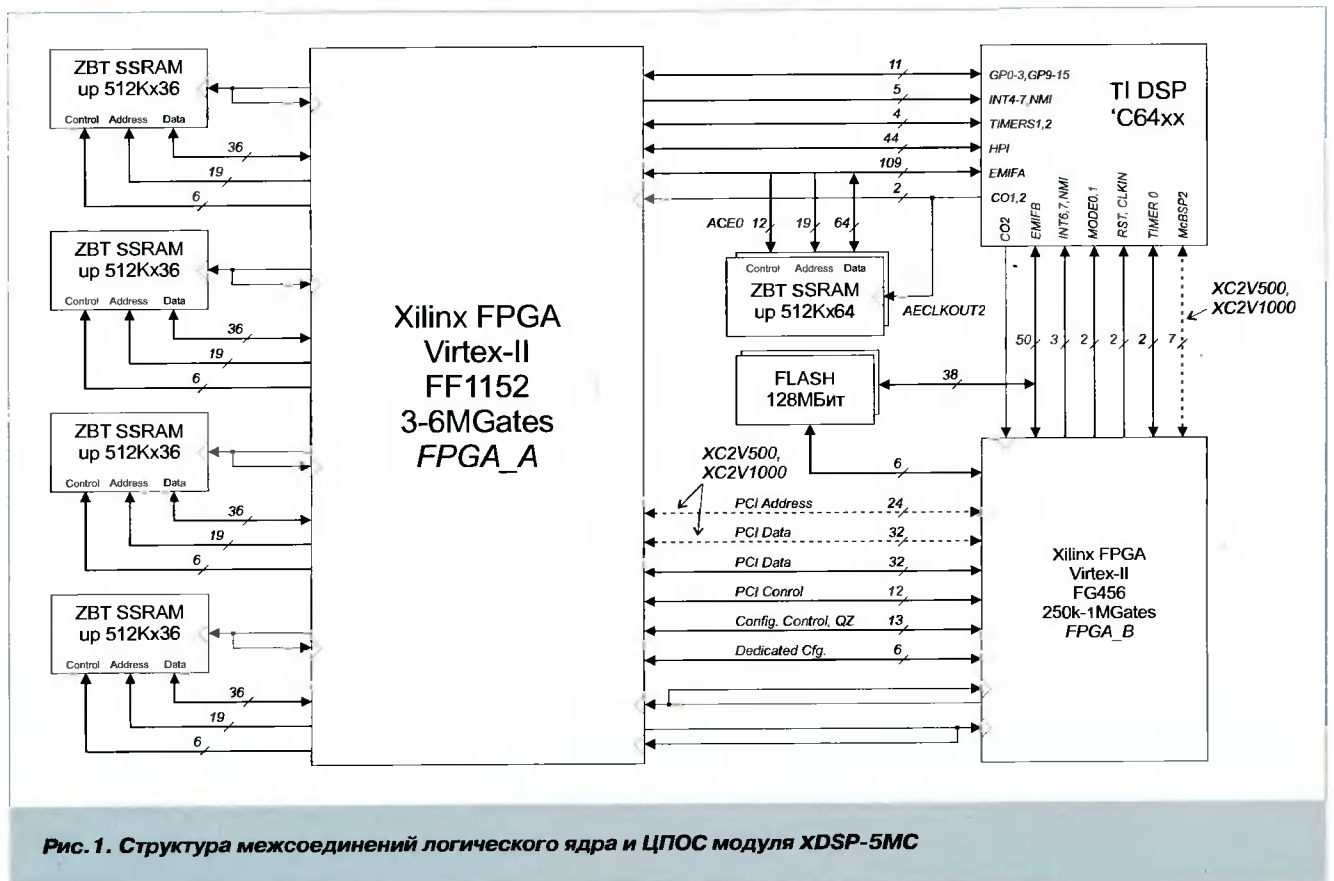 ZBT SSRAM
up 512Kx36
Control Address Data
36
19
6
ZBT SSRAM
up 512Kx36
Control Address Data
36
19
6
ZBT SSRAM
up 512Kx36
Control Address Data
36
19
6
ZBT SSRAM
up 512Kx36
Control Address Data
36
19
6
Xilinx FPGA
Virtex-II
FF1152
3-6MGates
FPGA_A
11
5
4
44
109
2
GP0-3,GP9-15
INT4-7,NMI
TIMERS1,2
HPI
EMIFA
CO1,2
TI DSP
'C64xx
CO2
EMIFB
INT6,7,NMI
MODE0,1
RST, CLKIN
TIMER 0
McBSP2
ACE0 12 19 64
Control Address Data
ZBT SSRAM
up 512Kx64
AECLKOUT2
XC2V500,
XC2V1000
50 3 2 2 2 7
FLASH
128МБит
38
6
XC2V500,
XC2V1000
PCI Address 24
PCI Data 32
PCI Data 32
PCI Conrol 12
Config. Control, QZ 13
Dedicated Cfg. 6
Xilinx FPGA
Virtex-II
FG456
250k-1MGates
FPGA_B
Рис. 1. Структура межсоединений логического ядра и ЦПОС модуля XDSP-5MC